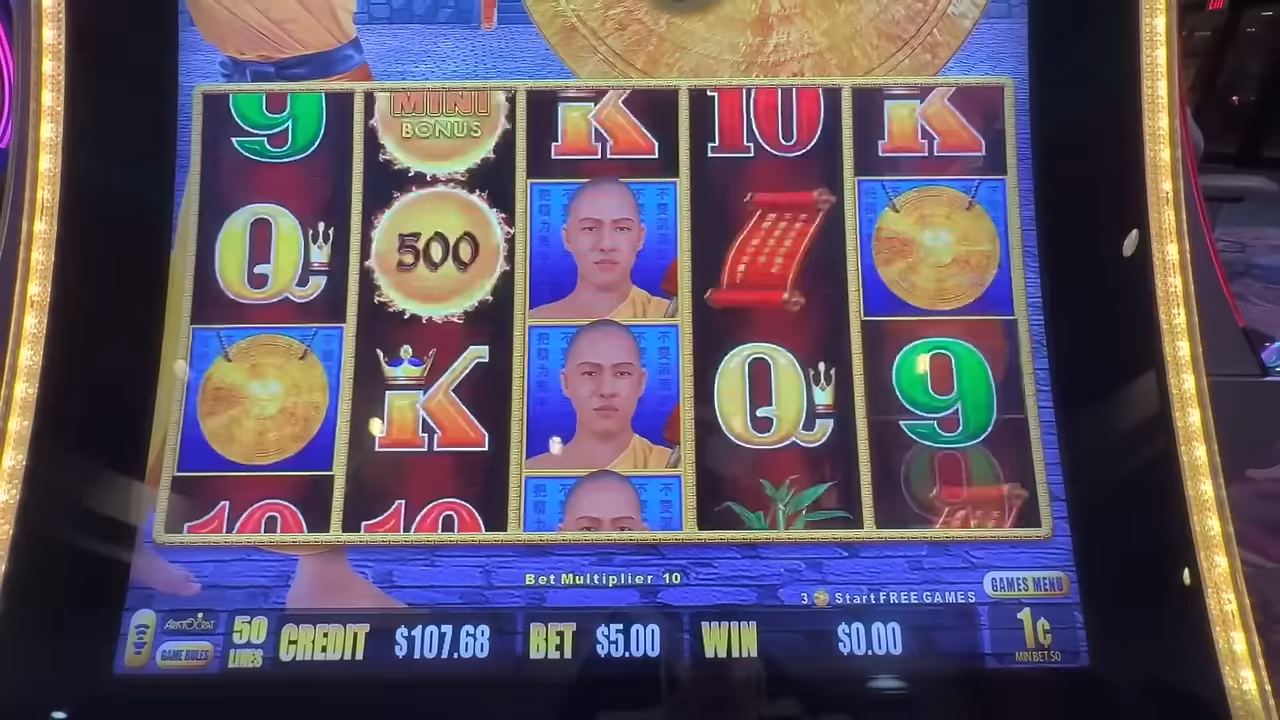 9 MINI K 10 K
BONUS
Q 500
K Q 9
10 10
Bet Multiplier 10
3 Start FREE GAMES
GAMES MENU
ARISTOCRAT
GAME RULES
50
LINES
CREDIT $107.68 BET $5.00 WIN $0.00
1¢
MIN BET 50